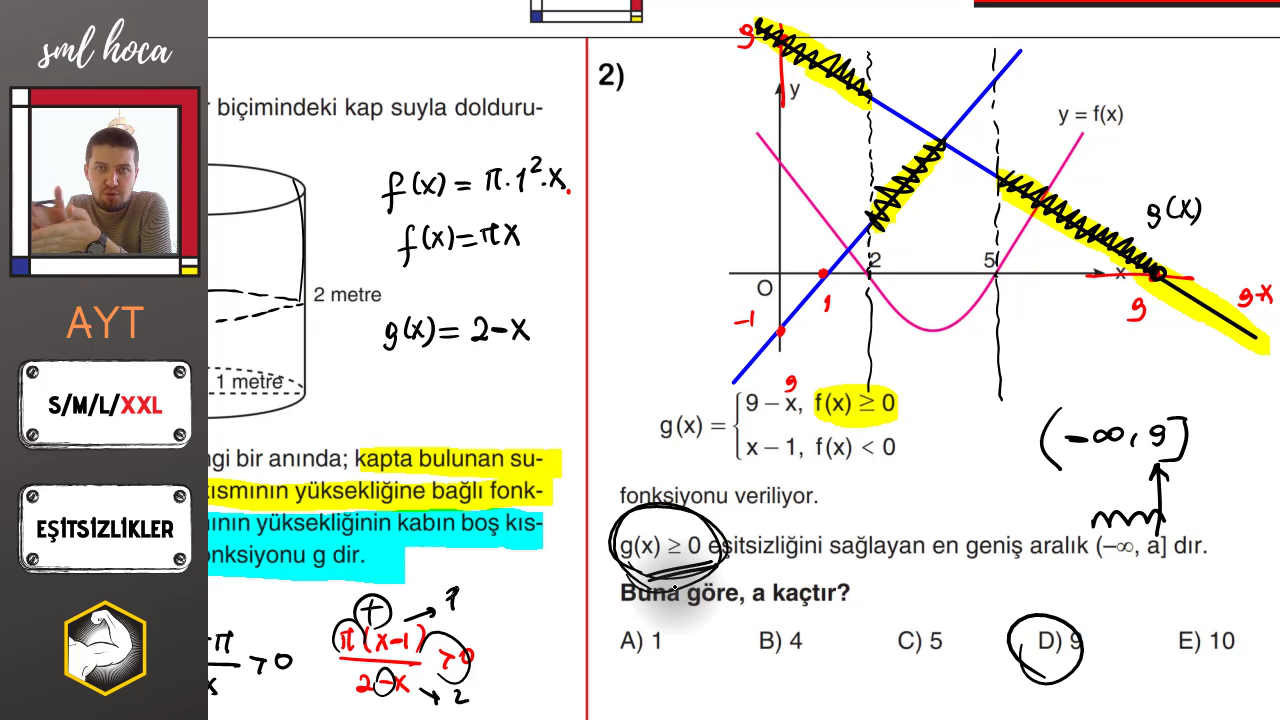 sml hoca
AYT
S/M/L/XXL
EŞİTSİZLİKLER
biçimindeki kap suyla dolduru-
f(x) = π.1².x.
f(x)=πx
2 metre
g(x) = 2-x
1 metre
bir anında; kapta bulunan su-
kısmının yüksekliğine bağlı fonk-
yüksekliğinin kabın boş kıs-
g dir.
+
→ 1
π(x-1)
>0
2-x
→ 2
π
>0
x
2)
9
y
y = f(x)
g(x)
2
5
x
O
-1
1
9
9-x
9
g(x) = { 9 – x, f(x) ≥ 0
x – 1, f(x) < 0
(-∞, 9]
fonksiyonu veriliyor.
g(x) ≥ 0 eşitsizliğini sağlayan en geniş aralık (–∞, a] dır.
Buna göre, a kaçtır?
A) 1 B) 4 C) 5 D) 9 E) 10